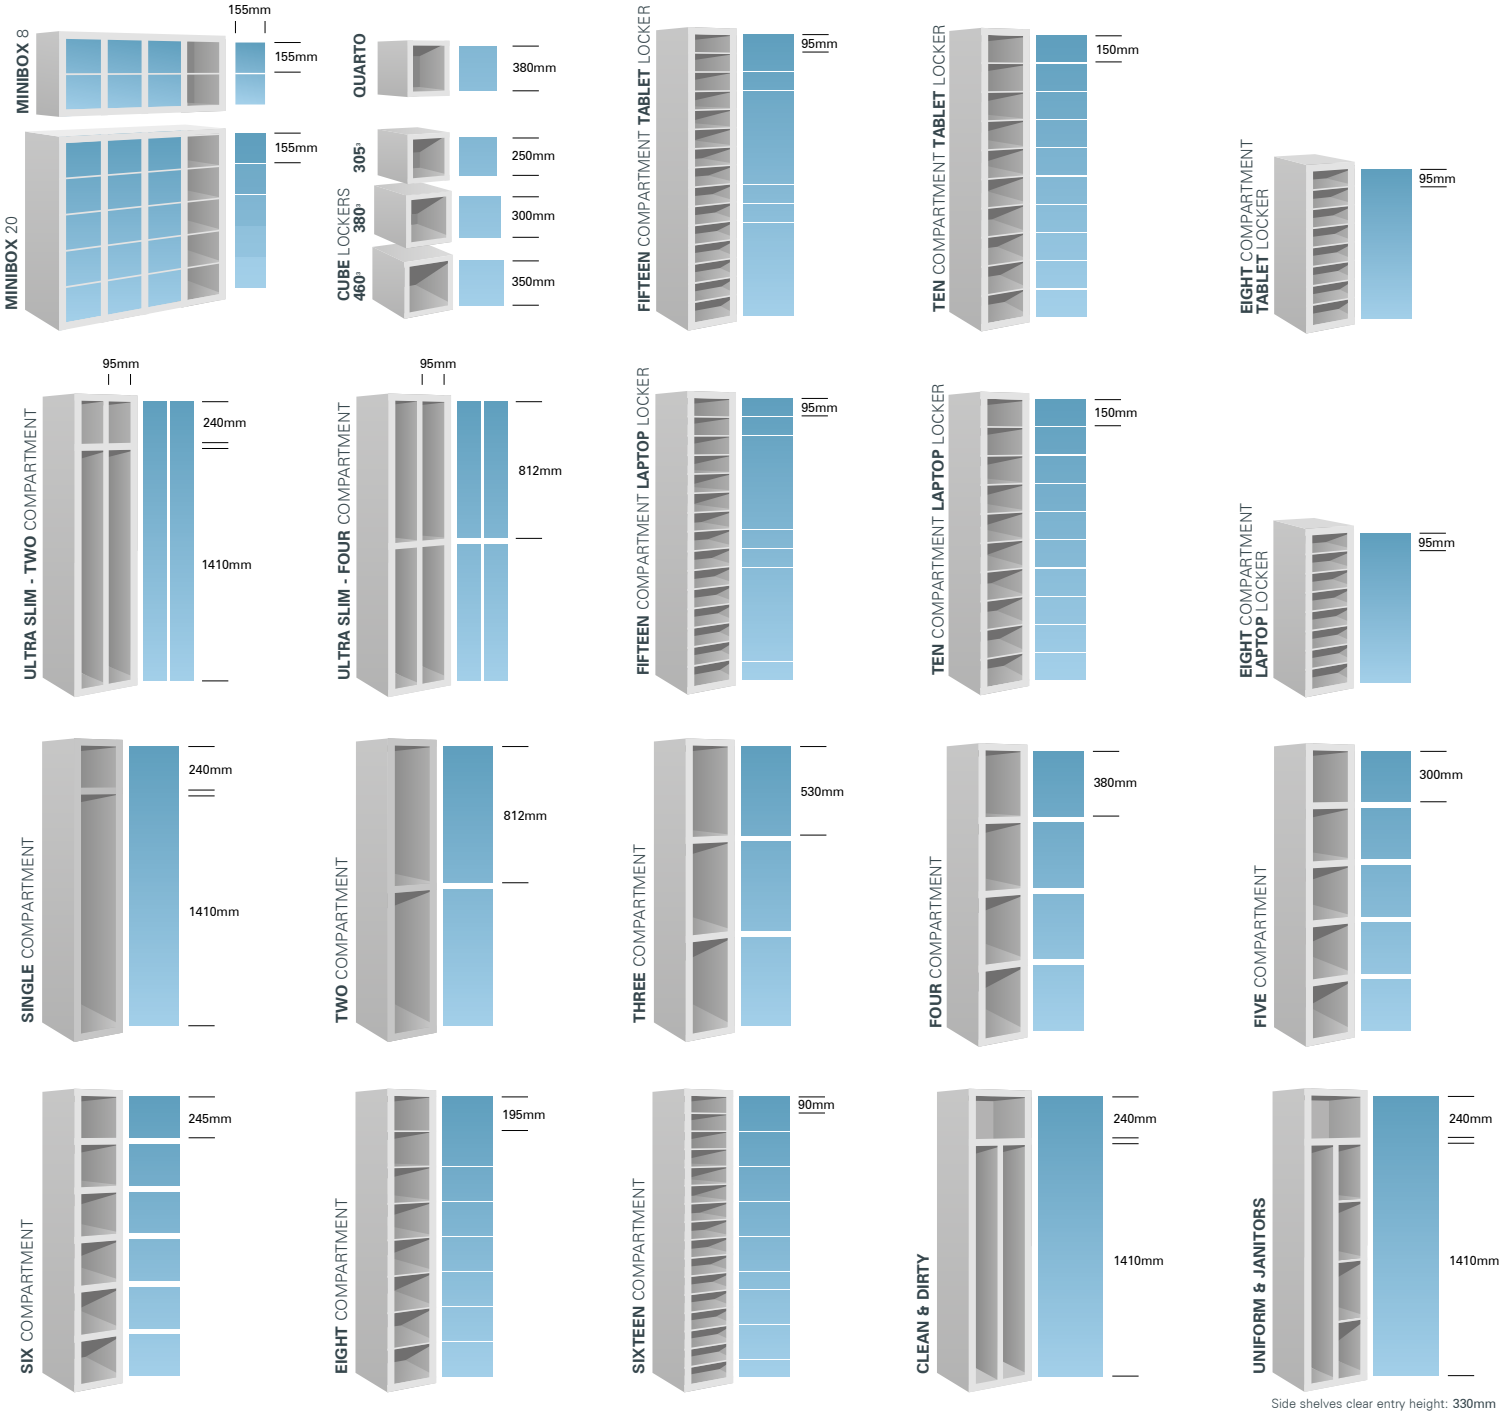 MINIBOX 8
155mm
155mm
QUARTO
380mm
FIFTEEN COMPARTMENT TABLET LOCKER
95mm
TEN COMPARTMENT TABLET LOCKER
150mm
EIGHT COMPARTMENT
TABLET LOCKER
95mm
MINIBOX 20
155mm
CUBE LOCKERS
305³
250mm
380³
300mm
460³
350mm
ULTRA SLIM - TWO COMPARTMENT
95mm
240mm
1410mm
ULTRA SLIM - FOUR COMPARTMENT
95mm
812mm
FIFTEEN COMPARTMENT LAPTOP LOCKER
95mm
TEN COMPARTMENT LAPTOP LOCKER
150mm
EIGHT COMPARTMENT
LAPTOP LOCKER
95mm
SINGLE COMPARTMENT
240mm
1410mm
TWO COMPARTMENT
812mm
THREE COMPARTMENT
530mm
FOUR COMPARTMENT
380mm
FIVE COMPARTMENT
300mm
SIX COMPARTMENT
245mm
EIGHT COMPARTMENT
195mm
SIXTEEN COMPARTMENT
90mm
CLEAN & DIRTY
240mm
1410mm
UNIFORM & JANITORS
240mm
1410mm
Side shelves clear entry height: 330mm